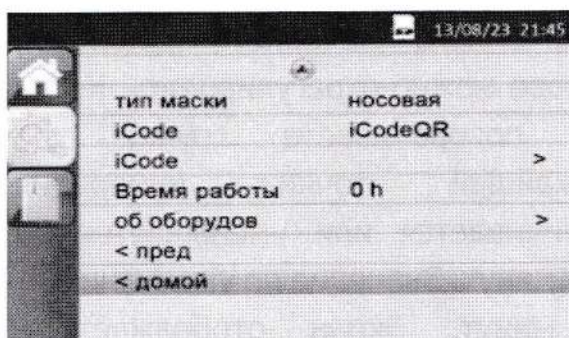 13/08/23 21:45
тип маски носовая
iCode iCodeQR
iCode >
Время работы 0 h
об оборудов >
< пред
< домой